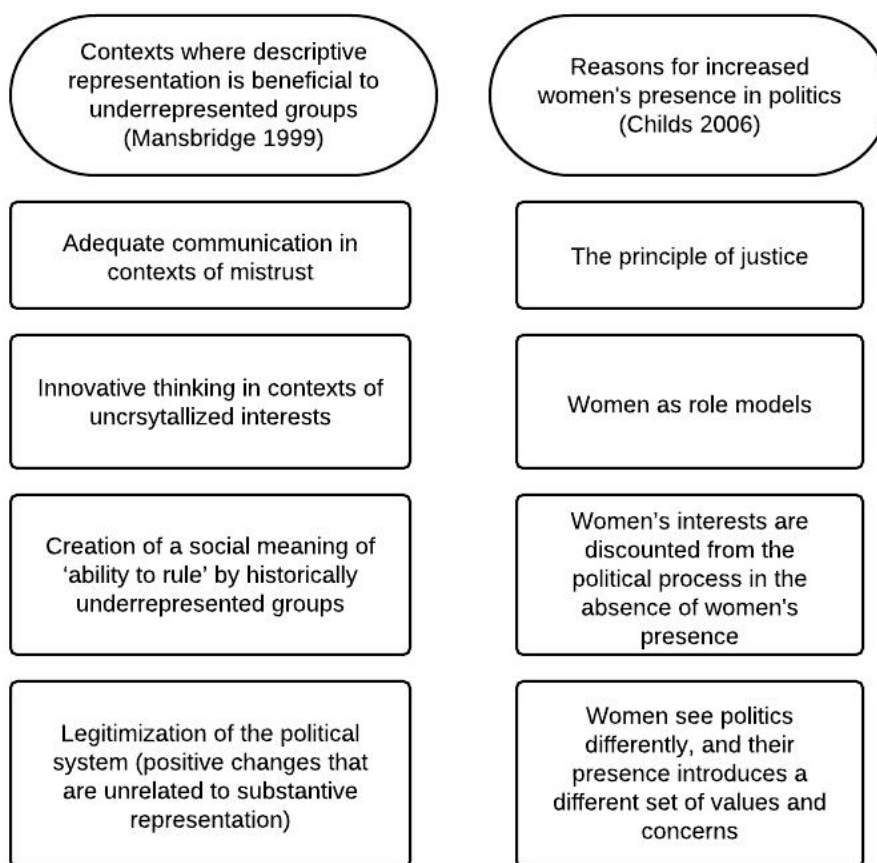 Contexts where descriptive
representation is beneficial to
underrepresented groups
(Mansbridge 1999)
Adequate communication in
contexts of mistrust
Innovative thinking in contexts of
uncrsytallized interests
Creation of a social meaning of
‘ability to rule’ by historically
underrepresented groups
Legitimization of the political
system (positive changes that
are unrelated to substantive
representation)
Reasons for increased
women's presence in politics
(Childs 2006)
The principle of justice
Women as role models
Women’s interests are
discounted from the
political process in the
absence of women's
presence
Women see politics
differently, and their
presence introduces a
different set of values and
concerns